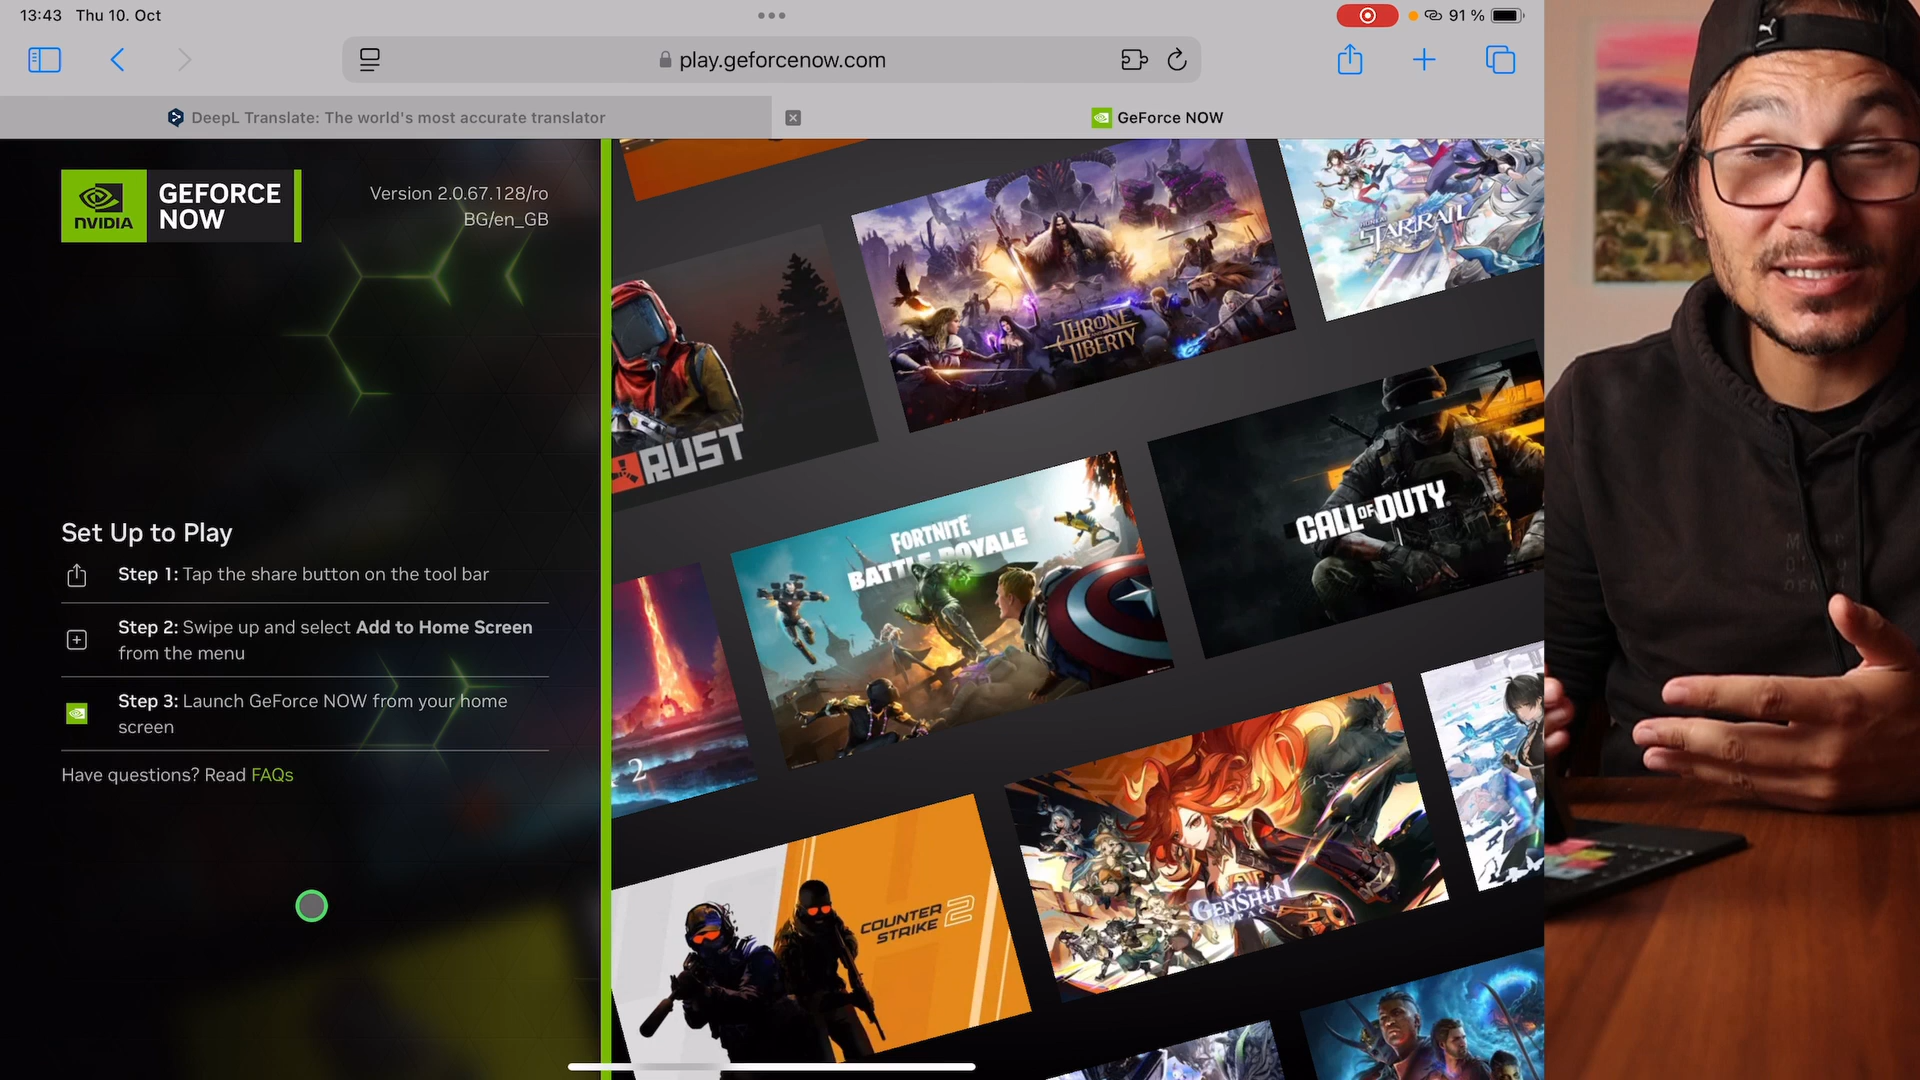 13:43 Thu 10. Oct
91 %
play.geforcenow.com
DeepL Translate: The world's most accurate translator
GeForce NOW
NVIDIA
GEFORCE
NOW
Version 2.0.67.128/ro
BG/en_GB
Set Up to Play
Step 1: Tap the share button on the tool bar
Step 2: Swipe up and select Add to Home Screen
from the menu
Step 3: Launch GeForce NOW from your home
screen
Have questions? Read FAQs
THRONE
LIBERTY
STAR RAIL
RUST
FORTNITE
BATTLE ROYALE
CALL OF DUTY
2
COUNTER
STRIKE 2
GENSHIN
IMPACT